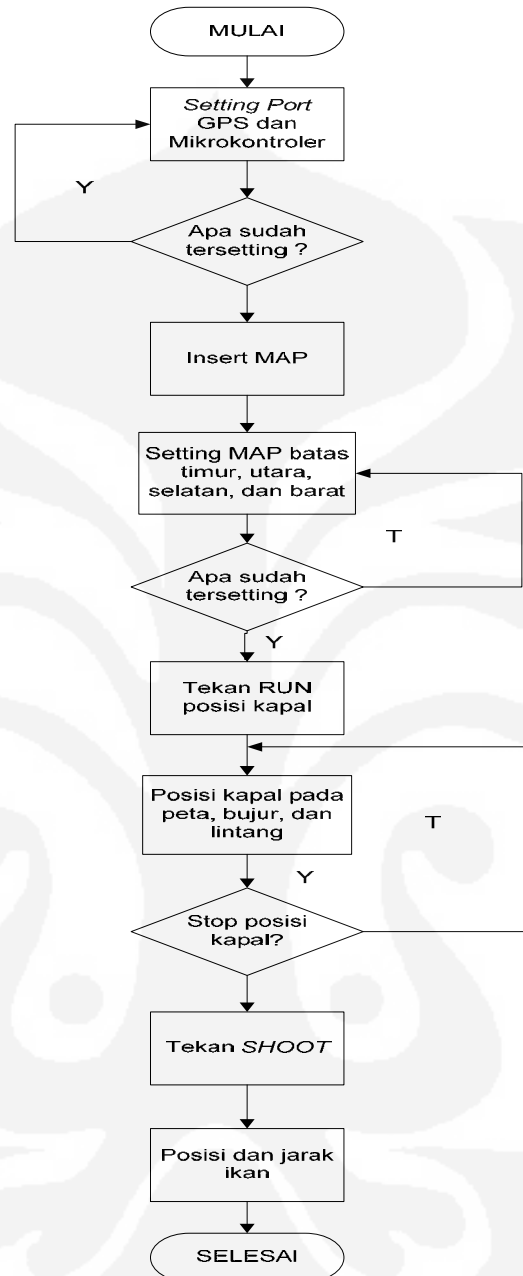 MULAI
Setting Port
GPS dan
Mikrokontroler
Y
Apa sudah
tersetting ?
Insert MAP
Setting MAP batas
timur, utara,
selatan, dan barat
T
Apa sudah
tersetting ?
Y
Tekan RUN
posisi kapal
Posisi kapal pada
peta, bujur, dan
lintang
T
Y
Stop posisi
kapal?
Tekan SHOOT
Posisi dan jarak
ikan
SELESAI